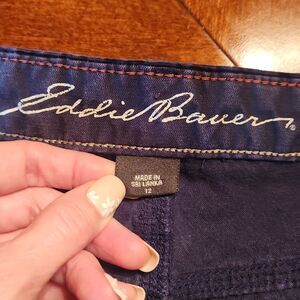 Eddie Bauer®
MADE IN
SRI LANKA
12